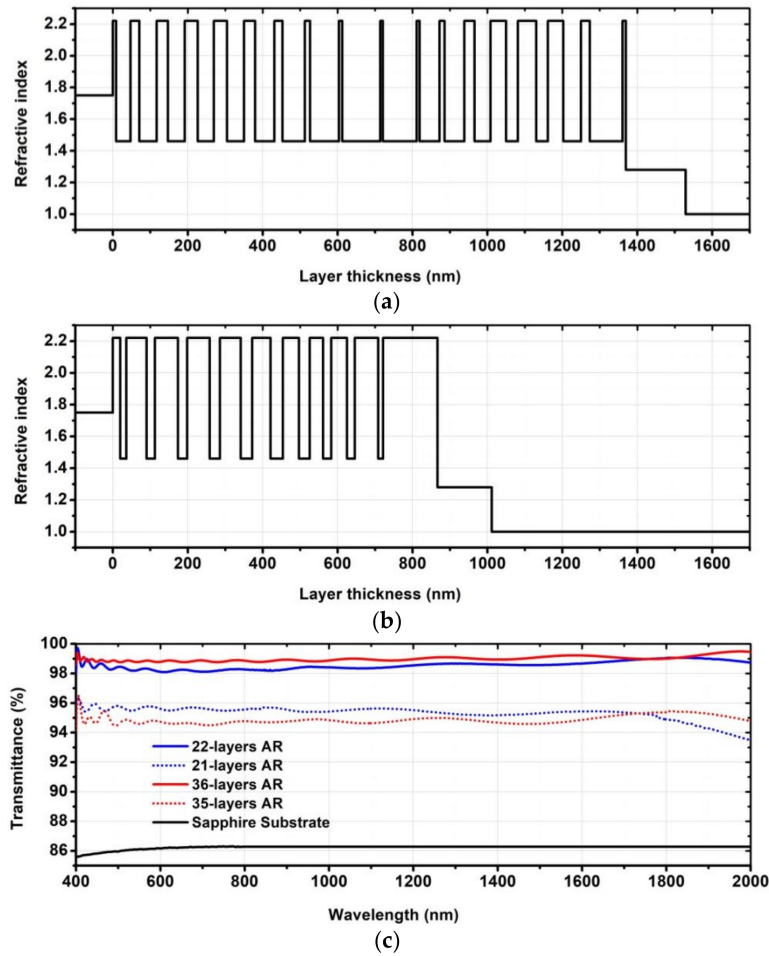 2.2
2.0
1.8
1.6
1.4
1.2
1.0
Refractive index
0 200 400 600 800 1000 1200 1400 1600
Layer thickness (nm)
(a)
2.2
2.0
1.8
1.6
1.4
1.2
1.0
Refractive index
0 200 400 600 800 1000 1200 1400 1600
Layer thickness (nm)
(b)
100
98
96
94
92
90
88
86
Transmittance (%)
22-layers AR
21-layers AR
36-layers AR
35-layers AR
Sapphire Substrate
400 600 800 1000 1200 1400 1600 1800 2000
Wavelength (nm)
(c)